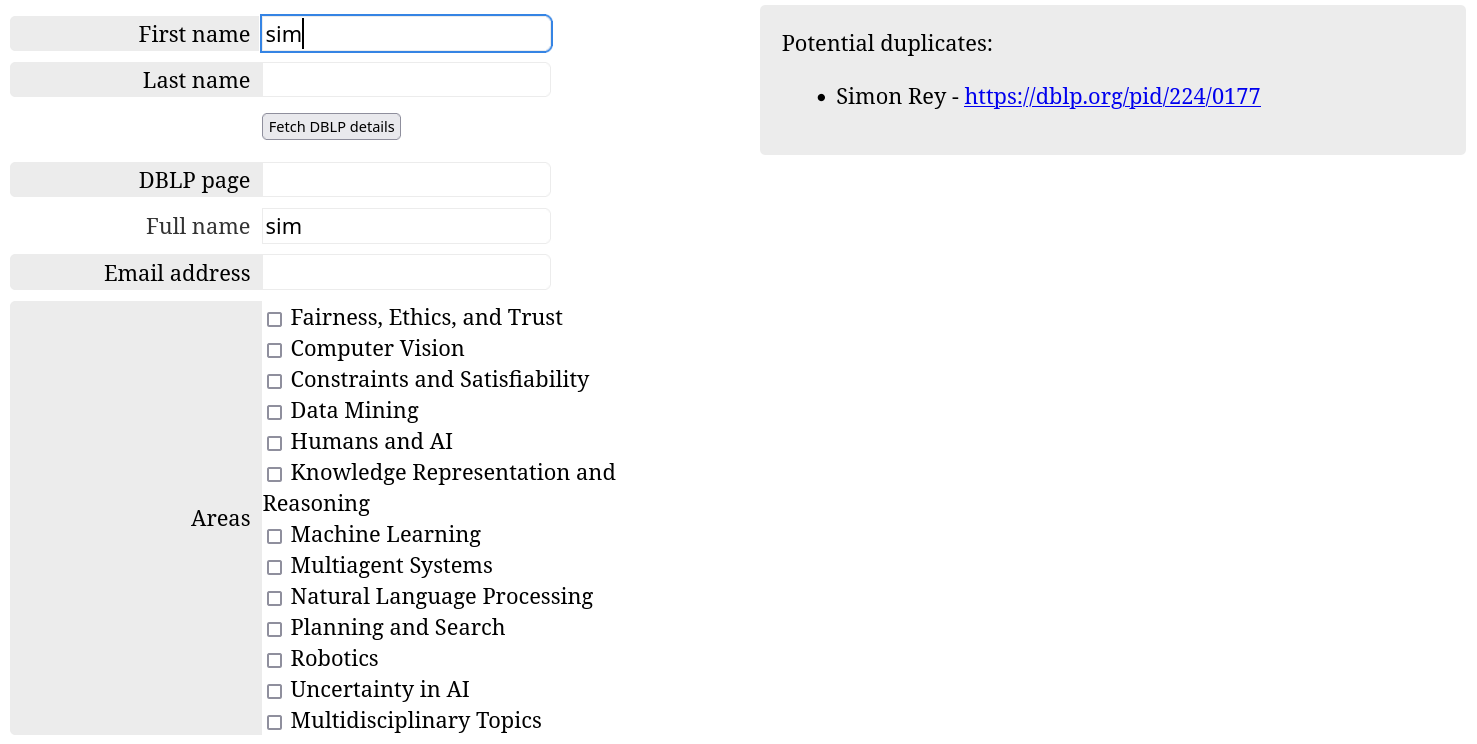 First name sim
Last name
Fetch DBLP details
DBLP page
Full name sim
Email address
Areas
Fairness, Ethics, and Trust
Computer Vision
Constraints and Satisfiability
Data Mining
Humans and AI
Knowledge Representation and
Reasoning
Machine Learning
Multiagent Systems
Natural Language Processing
Planning and Search
Robotics
Uncertainty in AI
Multidisciplinary Topics
Potential duplicates:
• Simon Rey - https://dblp.org/pid/224/0177